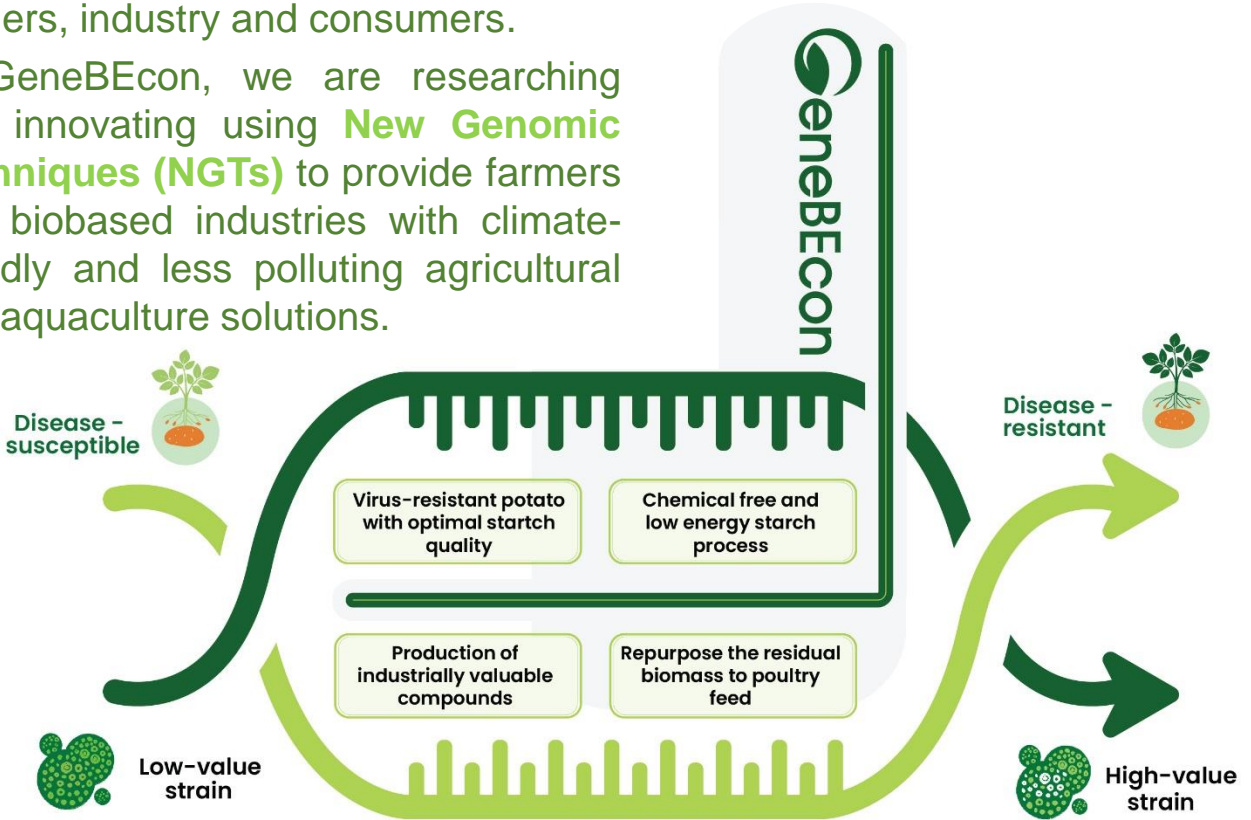 ers, industry and consumers.
GeneBEcon, we are researching
innovating using New Genomic
hniques (NGTs) to provide farmers
biobased industries with climate-
dly and less polluting agricultural
aquaculture solutions.
GeneBEcon
Disease -
susceptible
Disease -
resistant
Virus-resistant potato
with optimal startch
quality
Chemical free and
low energy starch
process
Production of
industrially valuable
compounds
Repurpose the residual
biomass to poultry
feed
Low-value
strain
High-value
strain